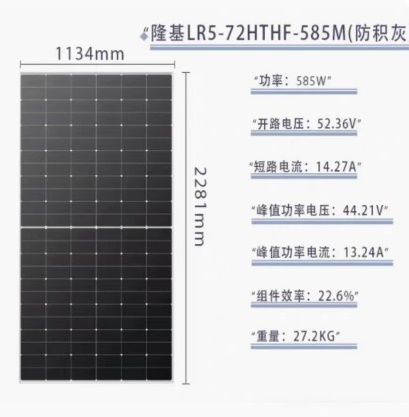 “隆基LR5-72HTHF-585M(防积灰
1134mm
2281mm
“功率：585W”
“开路电压：52.36V”
“短路电流：14.27A”
“峰值功率电压：44.21V”
“峰值功率电流：13.24A”
“组件效率：22.6%”
“重量：27.2KG”